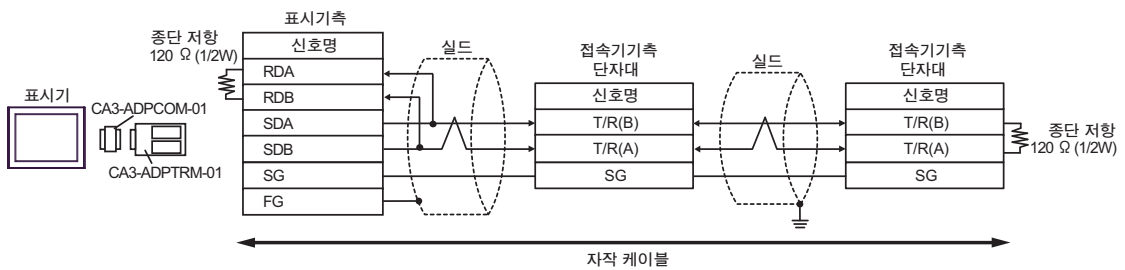 표시기
CA3-ADPCOM-01
CA3-ADPTRM-01
종단 저항
120 Ω (1/2W)
표시기측
신호명
RDA
RDB
SDA
SDB
SG
FG
실드
접속기기측
단자대
신호명
T/R(B)
T/R(A)
SG
실드
접속기기측
단자대
신호명
T/R(B)
T/R(A)
SG
종단 저항
120 Ω (1/2W)
자작 케이블